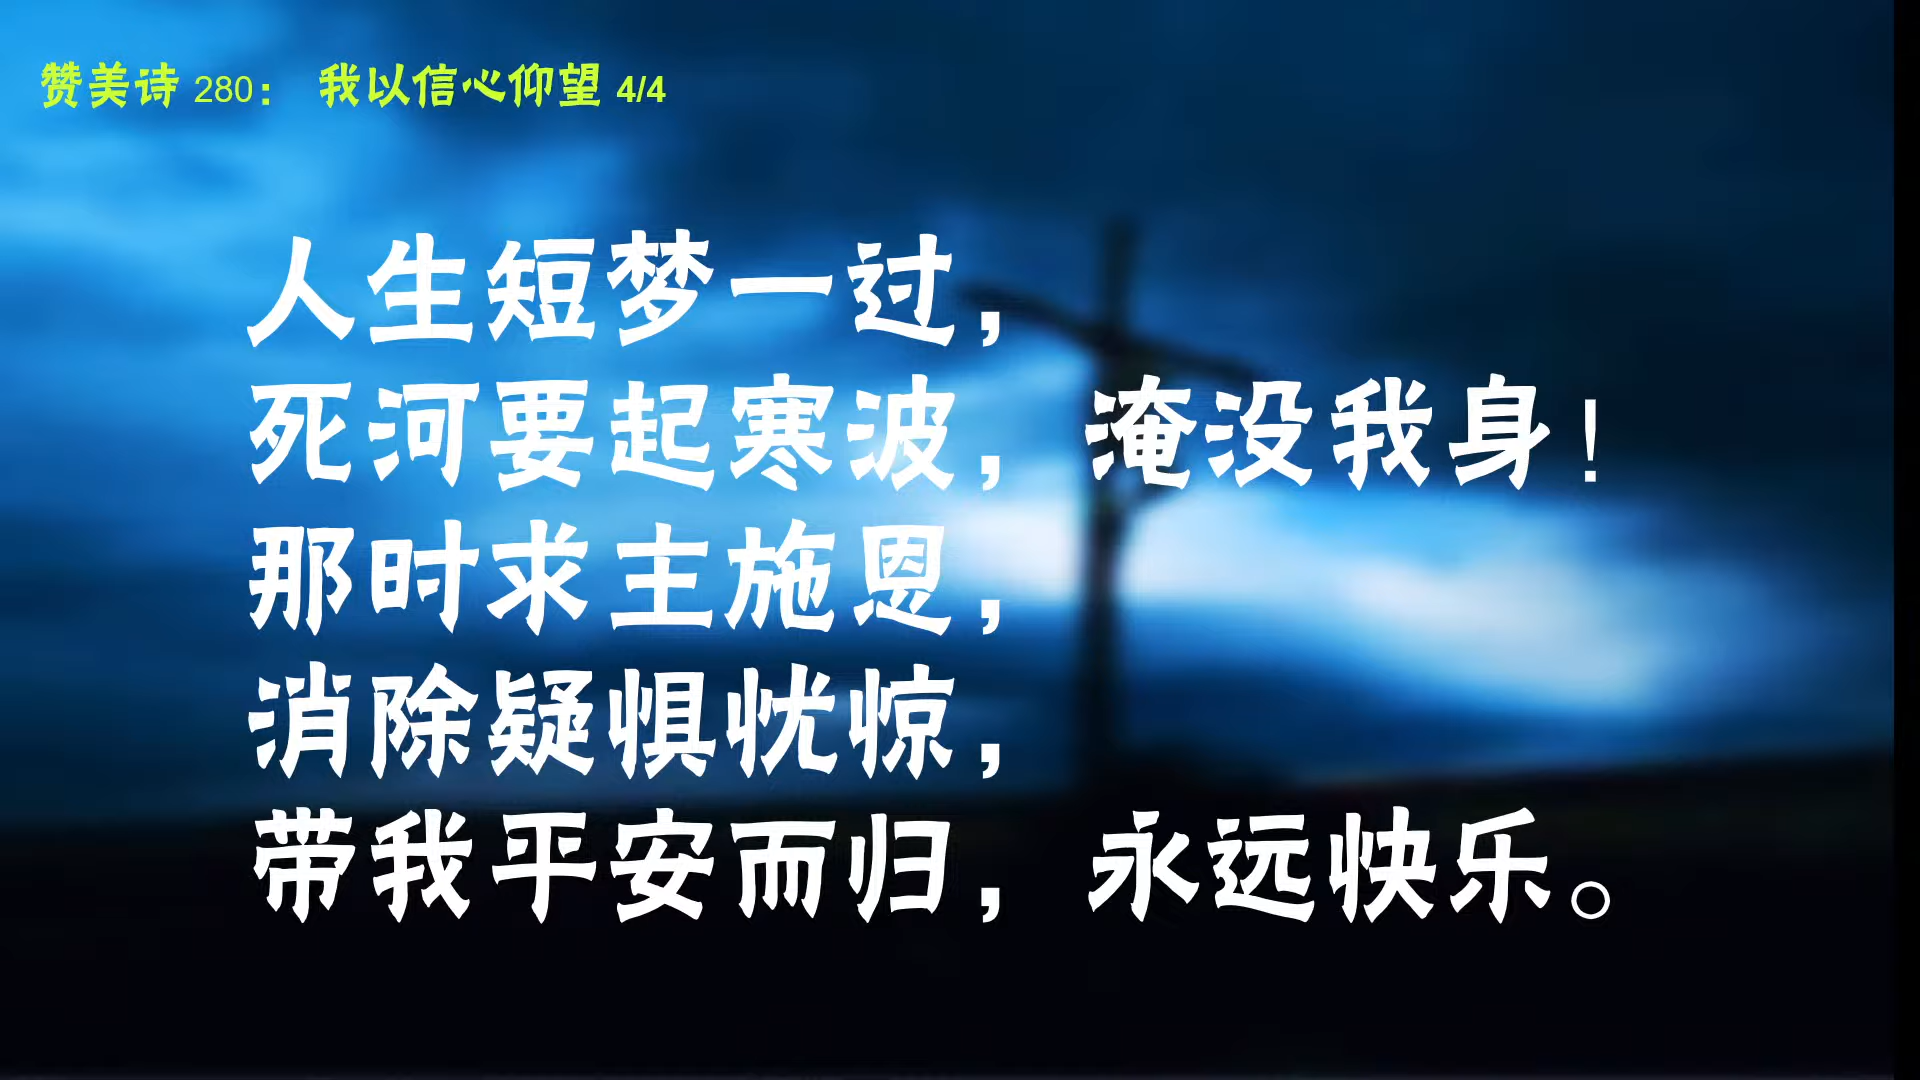 赞美诗 280： 我以信心仰望 4/4
人生短梦一过，
死河要起寒波，淹没我身！
那时求主施恩，
消除疑惧忧惊，
带我平安而归，永远快乐。